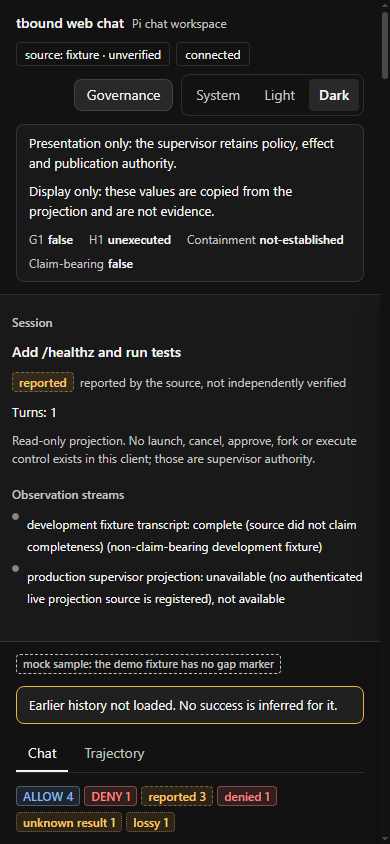 tbound web chat Pi chat workspace
source: fixture · unverified connected
Governance System Light Dark
Presentation only: the supervisor retains policy, effect
and publication authority.
Display only: these values are copied from the
projection and are not evidence.
G1 false H1 unexecuted Containment not-established
Claim-bearing false
Session
Add /healthz and run tests
reported reported by the source, not independently verified
Turns: 1
Read-only projection. No launch, cancel, approve, fork or execute
control exists in this client; those are supervisor authority.
Observation streams
development fixture transcript: complete (source did not claim
completeness) (non-claim-bearing development fixture)
production supervisor projection: unavailable (no authenticated
live projection source is registered), not available
mock sample: the demo fixture has no gap marker
Earlier history not loaded. No success is inferred for it.
Chat Trajectory
ALLOW 4 DENY 1 reported 3 denied 1
unknown result 1 lossy 1